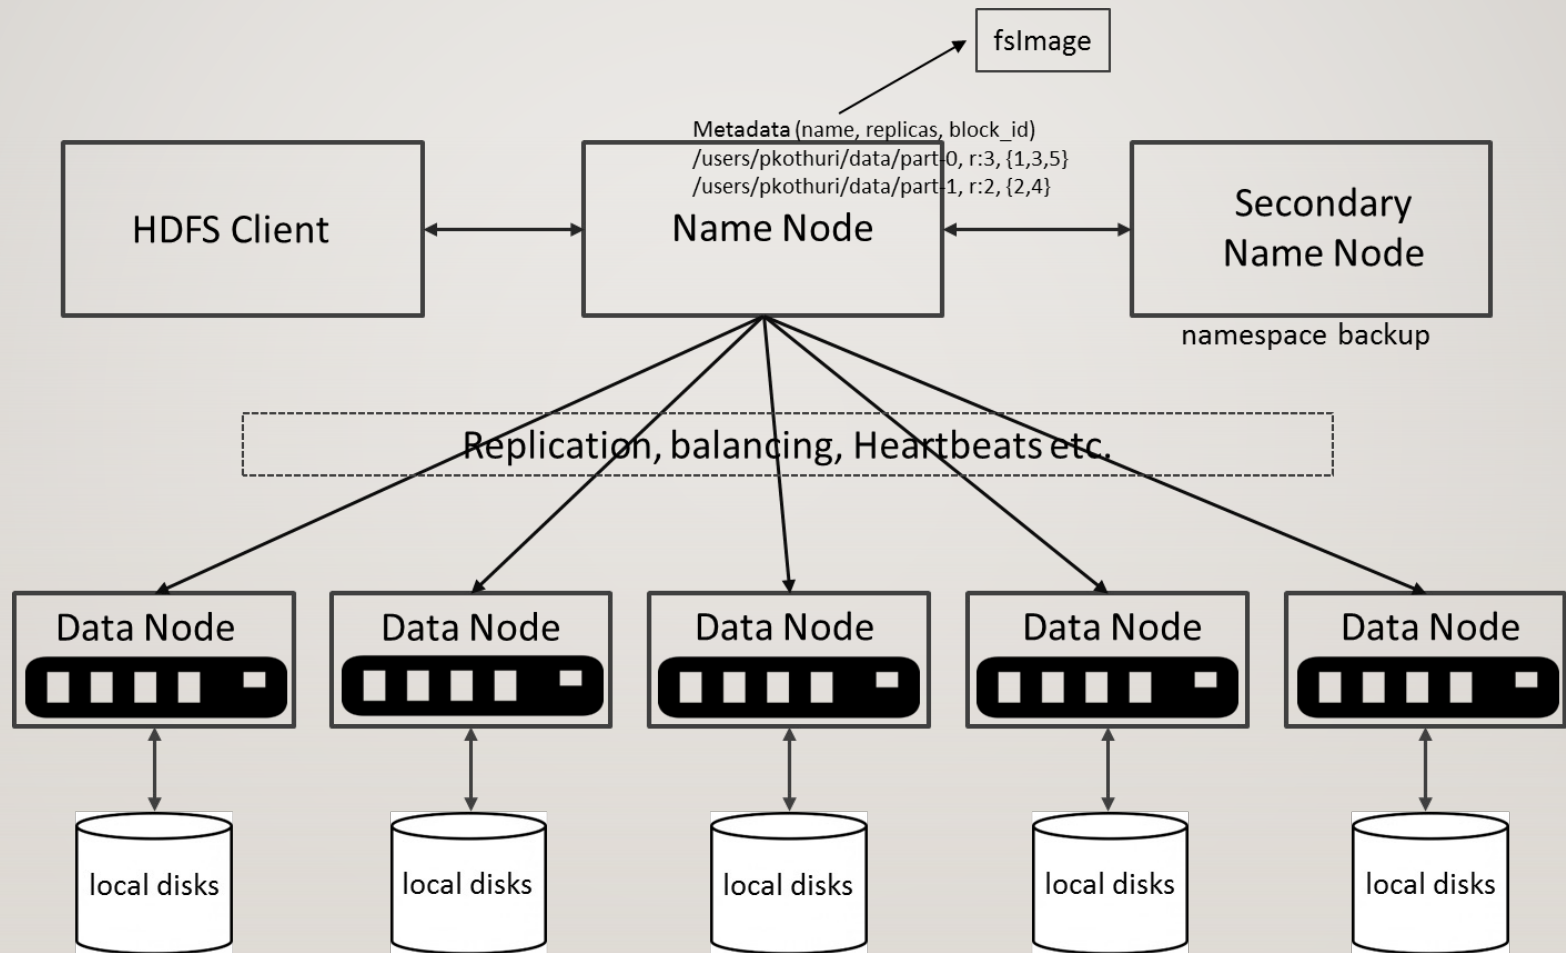 fsImage
Metadata (name, replicas, block_id)
/users/pkothuri/data/part-0, r:3, {1,3,5}
/users/pkothuri/data/part-1, r:2, {2,4}
HDFS Client
Name Node
Secondary
Name Node
namespace backup
Replication, balancing, Heartbeats etc.
Data Node
Data Node
Data Node
Data Node
Data Node
local disks
local disks
local disks
local disks
local disks